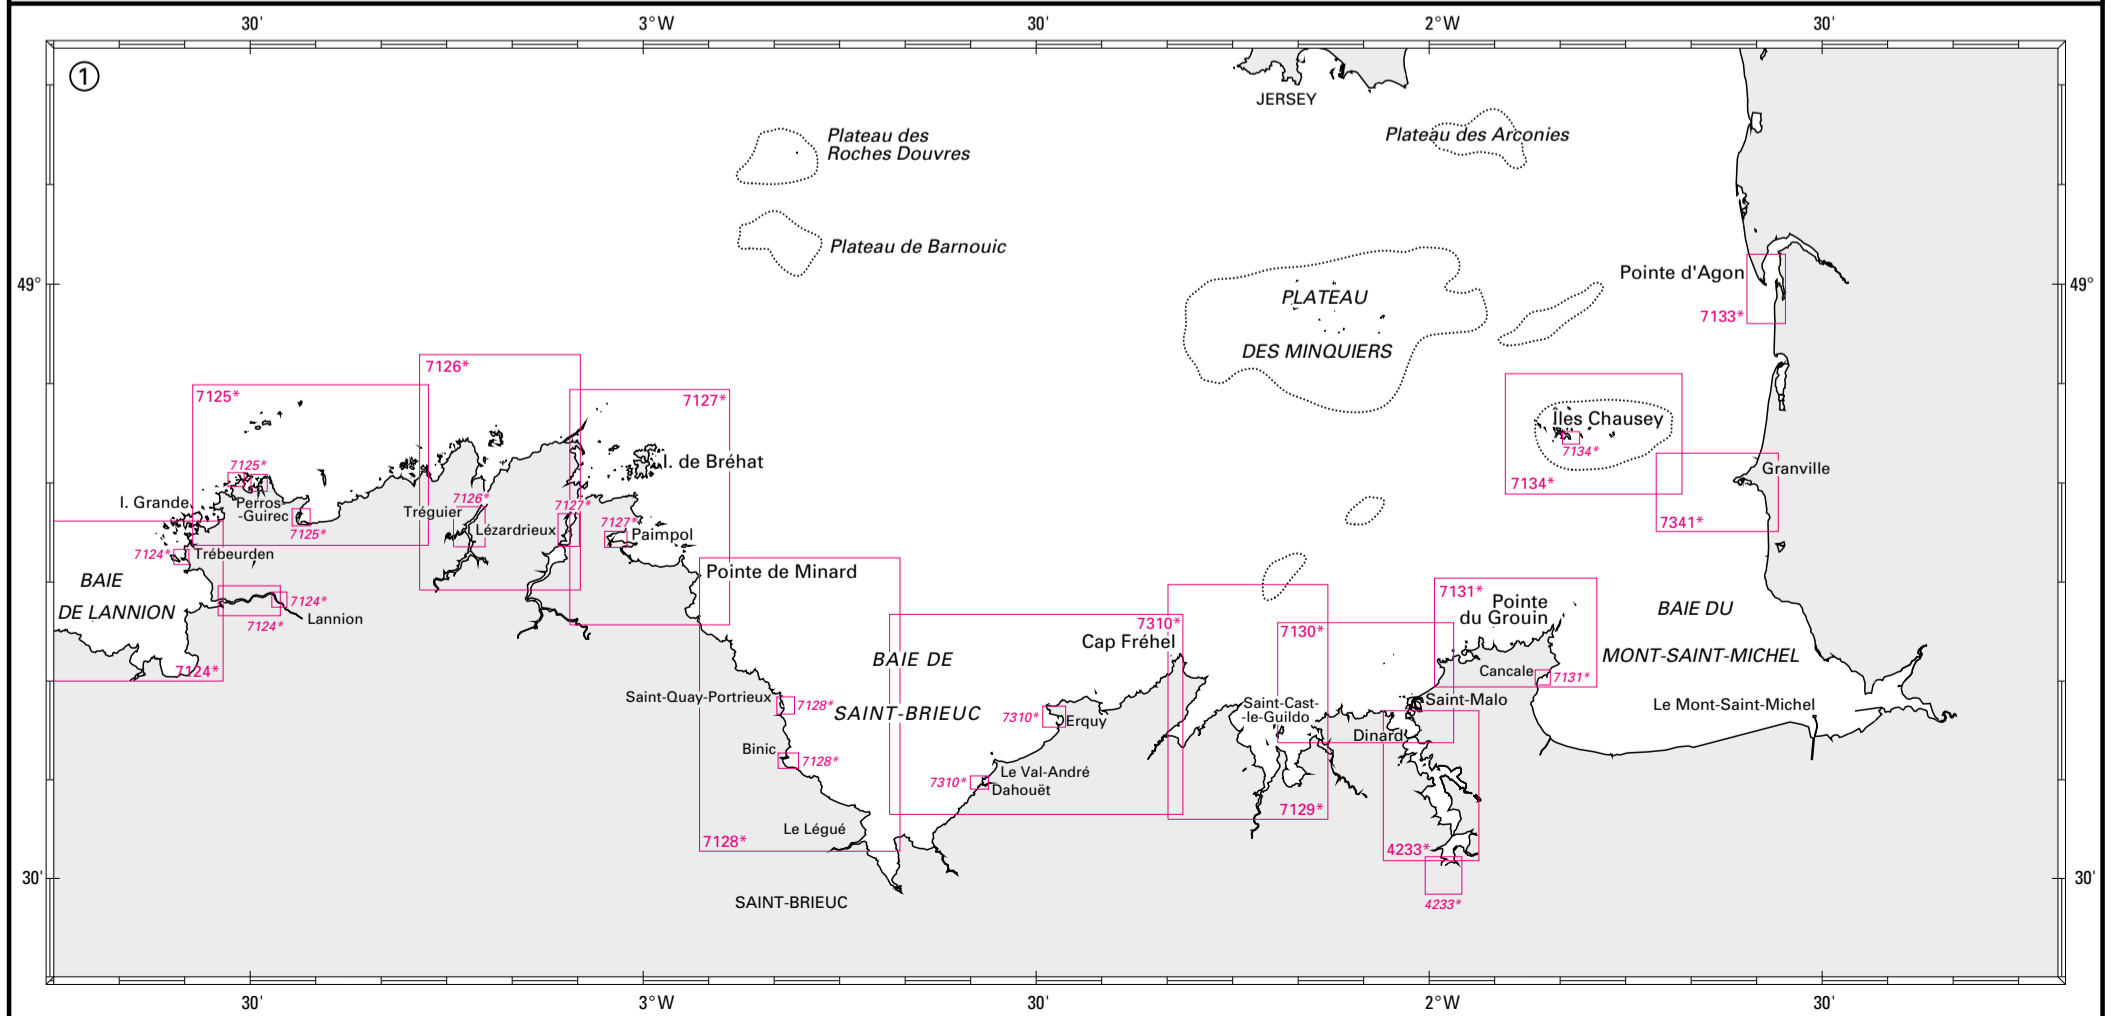 30'
3°W
30'
2°W
30'
①
JERSEY
Plateau des
Roches Douvres
Plateau des Arconies
Plateau de Barnouic
49°
49°
Pointe d'Agon
7133*
PLATEAU
DES MINQUIERS
7126*
7125*
7127*
Iles Chausey
7134*
7134*
I. de Bréhat
Granville
7341*
7125*
I. Grande
Perros-
-Guirec
7125*
7126*
Tréguier
7127*
Lézardrieux
7127*
Paimpol
7124*
Trébeurden
BAIE
DE LANNION
7124*
7124*
Lannion
7124*
Pointe de Minard
7131*
Pointe
du Grouin
BAIE DU
MONT-SAINT-MICHEL
7310*
Cap Fréhel
7130*
BAIE DE
SAINT-BRIEUC
Cancale
7131*
Saint-Quay-Portrieux
7128*
Saint-Cast-
-le-Guildo
Saint-Malo
Le Mont-Saint-Michel
7310*
Erquy
Dinard
Binic
7128*
7310*
Le Val-André
Dahouët
7129*
Le Légué
7128*
4233*
30'
30'
SAINT-BRIEUC
4233*
30'
3°W
30'
2°W
30'